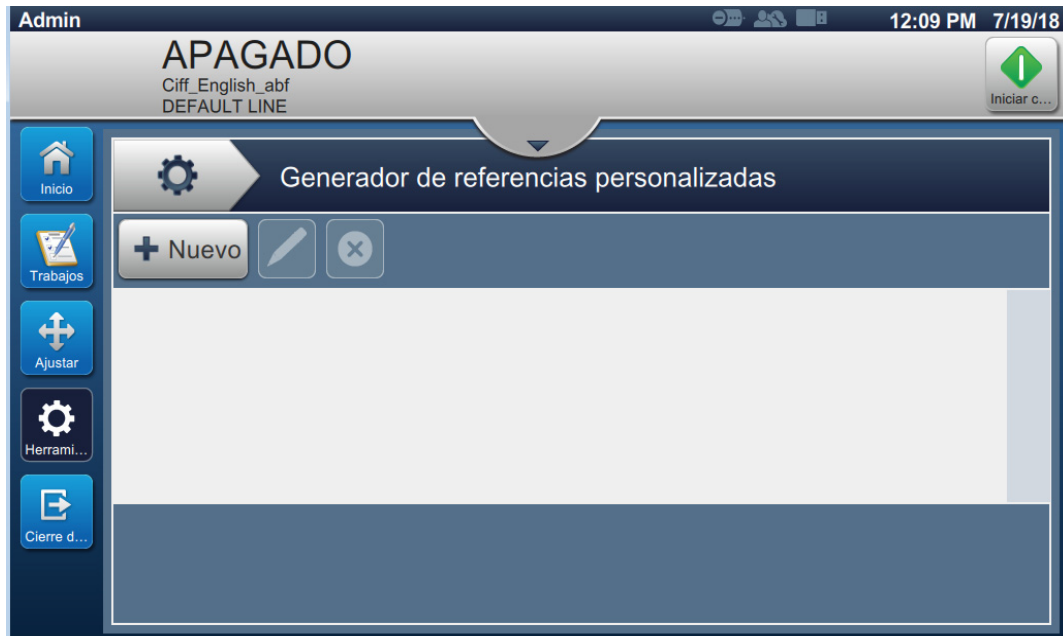 Admin 12:09 PM 7/19/18
APAGADO
Ciff_English_abf
DEFAULT LINE
Iniciar c...
Inicio
Generador de referencias personalizadas
Nuevo
Trabajos
Ajustar
Herrami...
Cierre d...